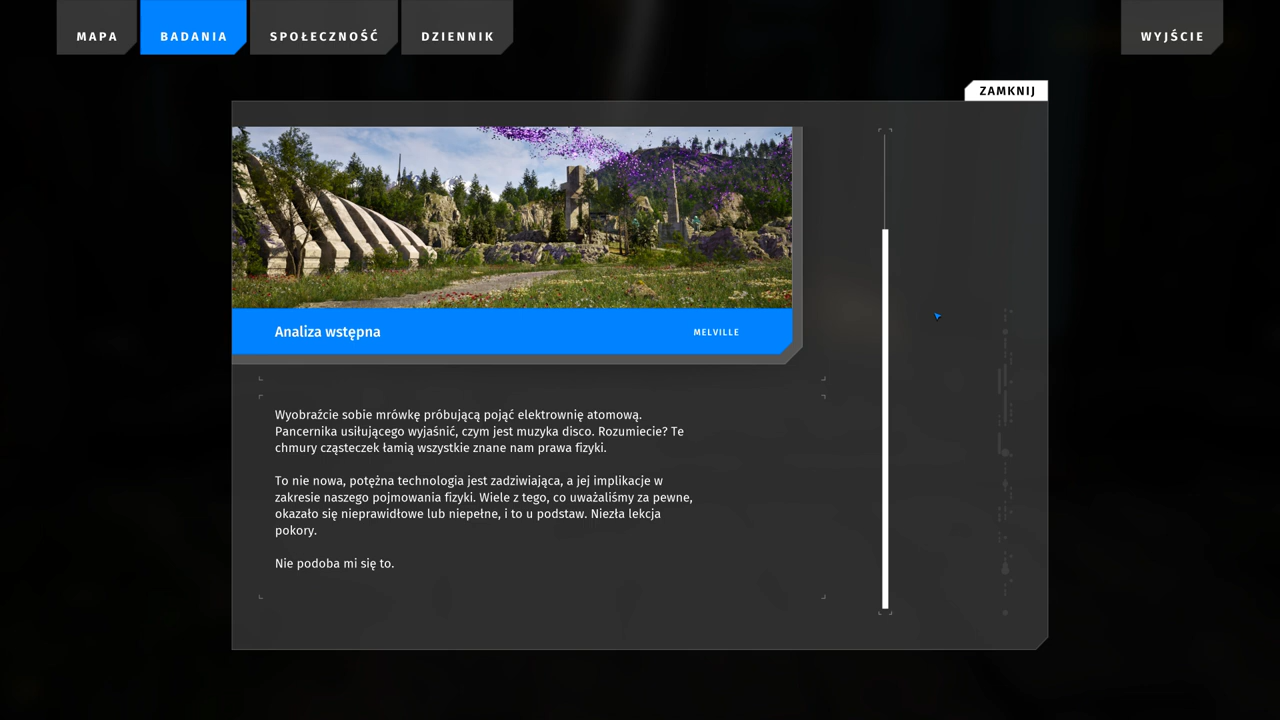 MAPA
BADANIA
SPOŁECZNOŚĆ
DZIENNIK
WYJŚCIE
ZAMKNIJ
Analiza wstępna
MELVILLE
Wyobraźcie sobie mrówkę próbującą pojąć elektrownię atomową.
Pancernika usiłującego wyjaśnić, czym jest muzyka disco. Rozumiecie? Te
chmury cząsteczek łamią wszystkie znane nam prawa fizyki.
To nie nowa, potężna technologia jest zadziwiająca, a jej implikacje w
zakresie naszego pojmowania fizyki. Wiele z tego, co uważaliśmy za pewne,
okazało się nieprawidłowe lub niepełne, i to u podstaw. Niezła lekcja
pokory.
Nie podoba mi się to.